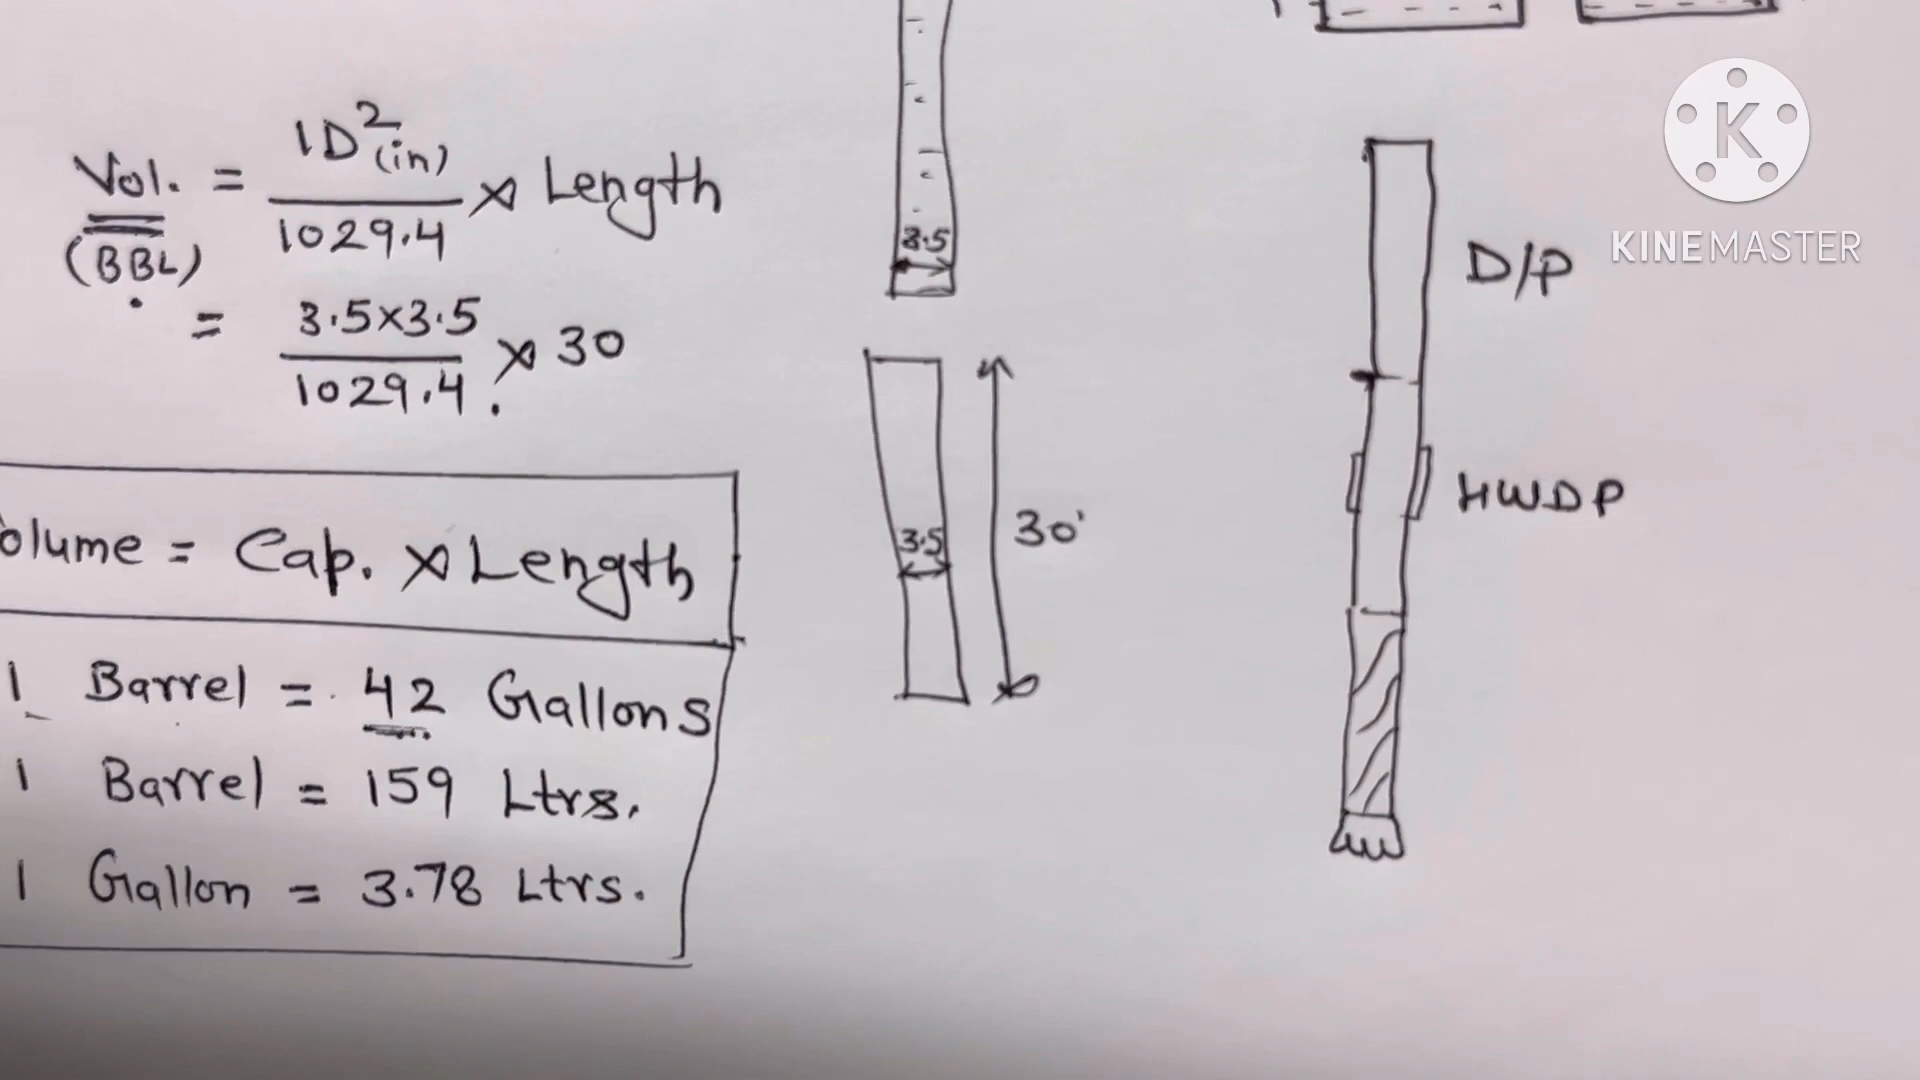 Vol. = ID²(in) / 1029.4 × Length
(BBL)
= 3.5×3.5 / 1029.4 × 30
olume = Cap. × Length
1 Barrel = 42 Gallons
1 Barrel = 159 Ltrs.
1 Gallon = 3.78 Ltrs.
3.5
3.5
30'
D/P
HWDP
K
KINEMASTER